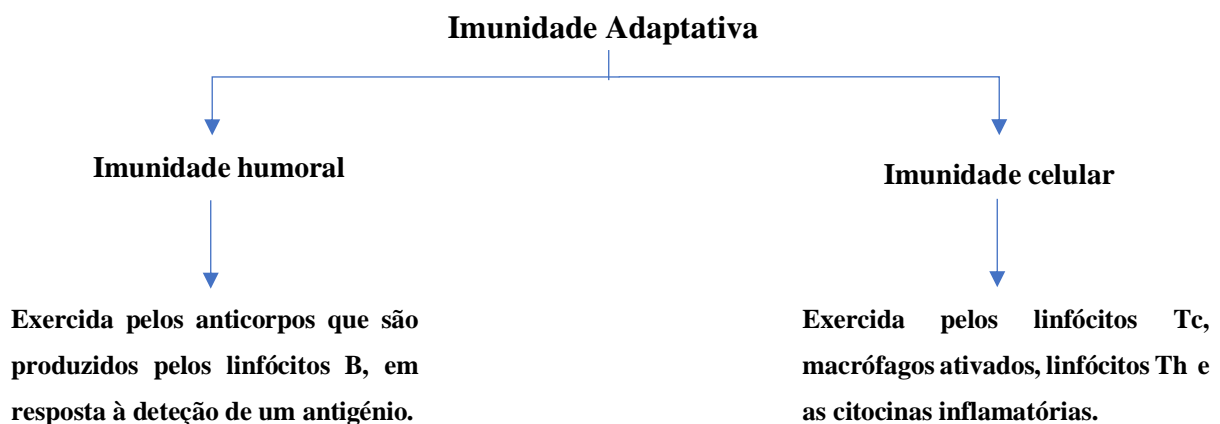 Imunidade Adaptativa
Imunidade humoral
Imunidade celular
Exercida pelos anticorpos que são
produzidos pelos linfócitos B, em
resposta à deteção de um antigénio.
Exercida pelos linfócitos Tc,
macrófagos ativados, linfócitos Th e
as citocinas inflamatórias.